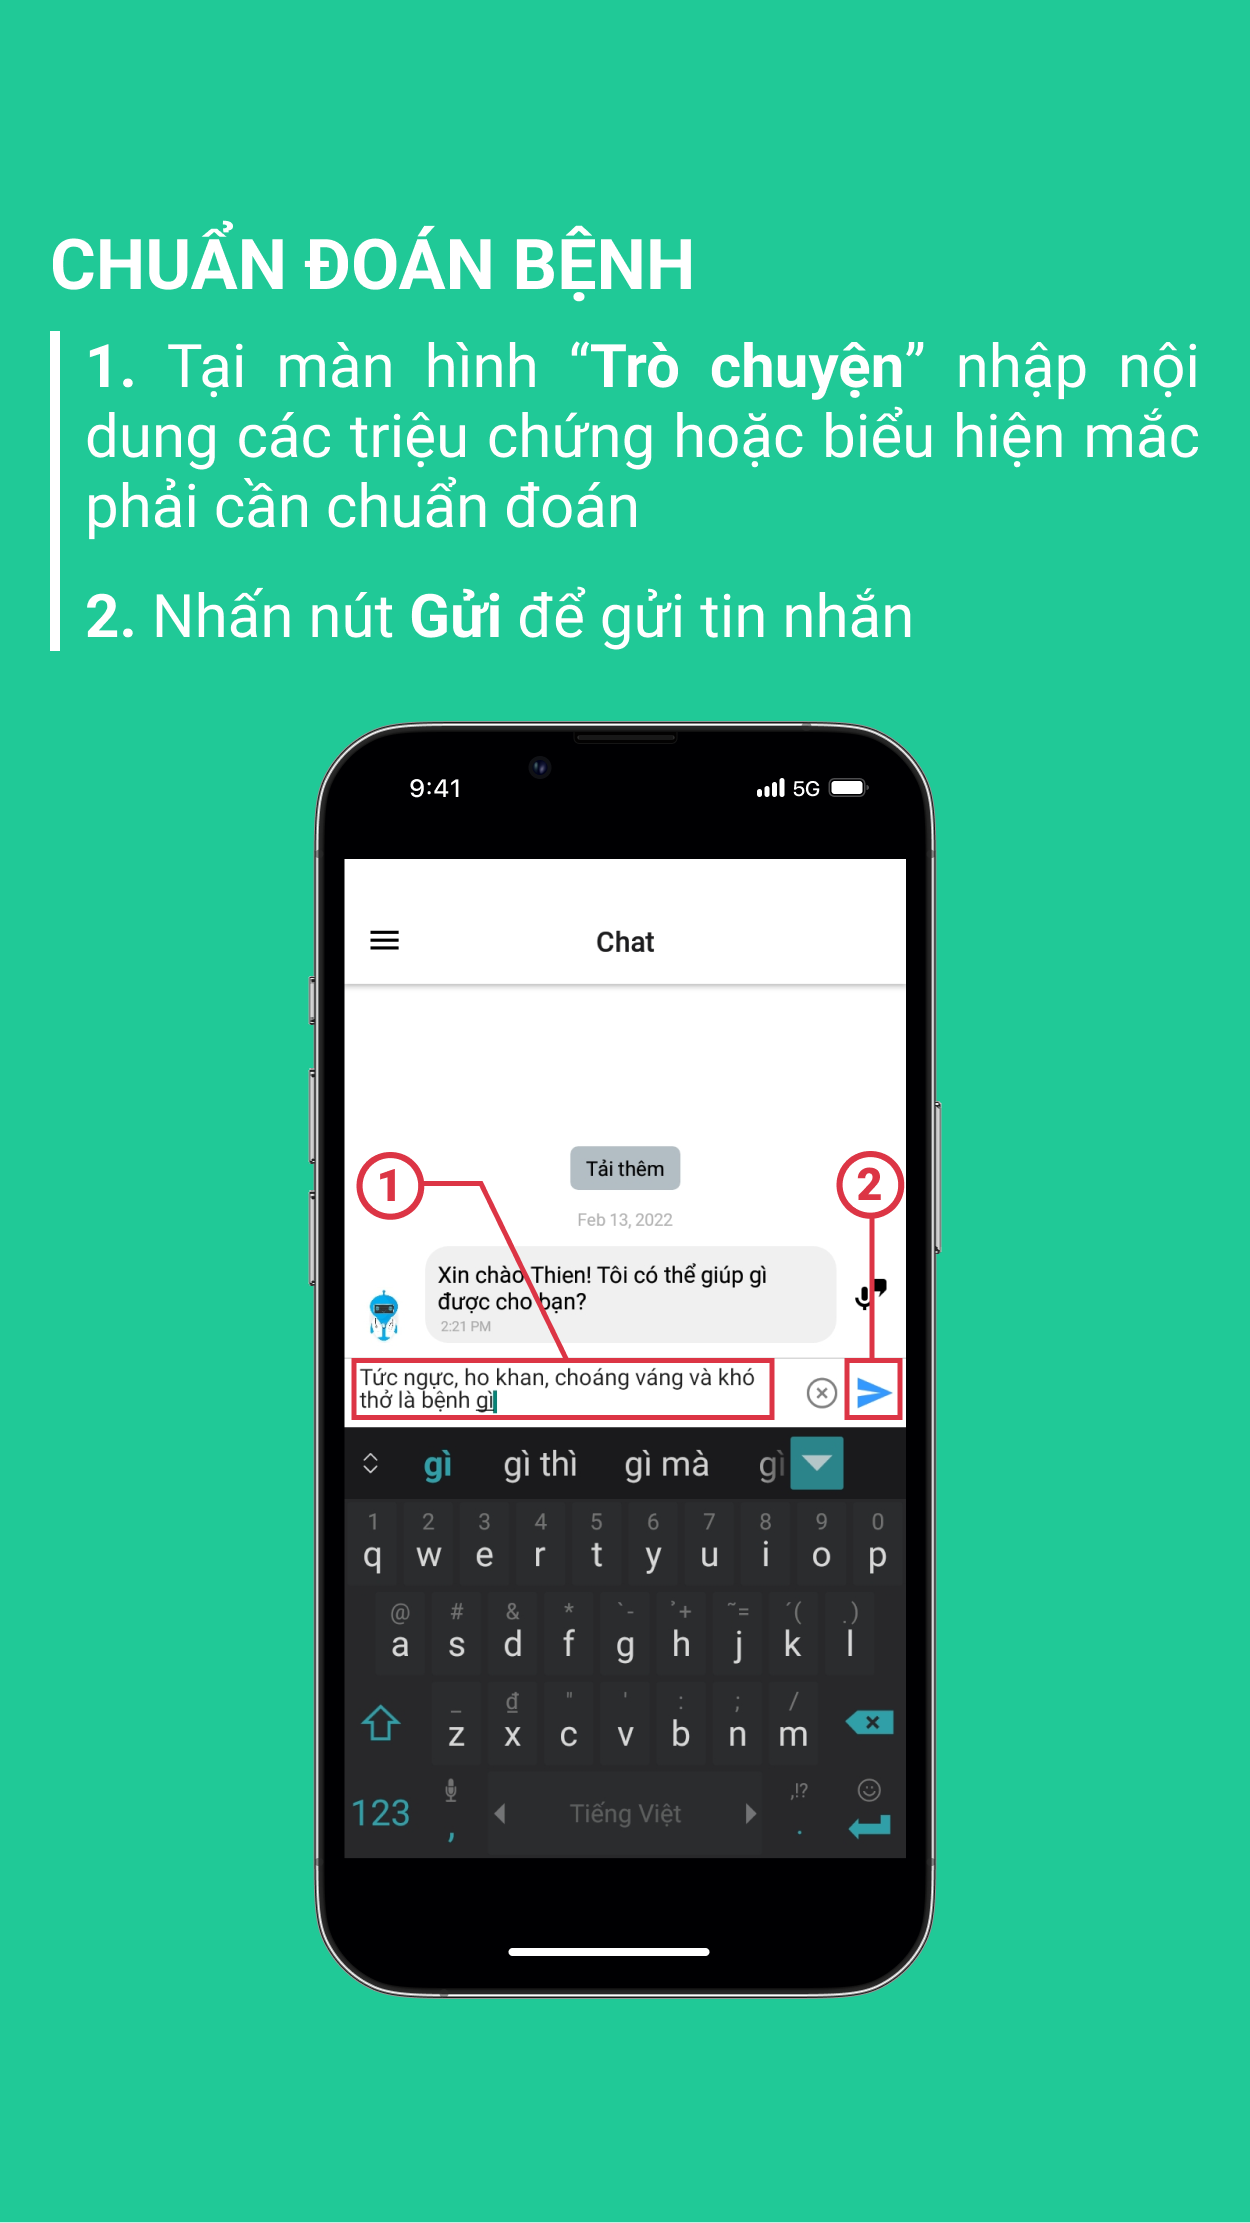 CHUẨN ĐOÁN BỆNH
1. Tại màn hình “Trò chuyện” nhập nội
dung các triệu chứng hoặc biểu hiện mắc
phải cần chuẩn đoán
2. Nhấn nút Gửi để gửi tin nhắn
9:41
5G
Chat
Tải thêm
1
2
Feb 13, 2022
Xin chào Thien! Tôi có thể giúp gì
được cho bạn?
2:21 PM
Tức ngực, ho khan, choáng váng và khó
thở là bệnh gì
gì gì thì gì mà gì
1 2 3 4 5 6 7 8 9 0
q w e r t y u i o p
@ # & * ` - ̉ + ~ = ´ ( . )
a s d f g h j k l
_ ₫ " ' : ; /
z x c v b n m
123 , Tiếng Việt ,!? .